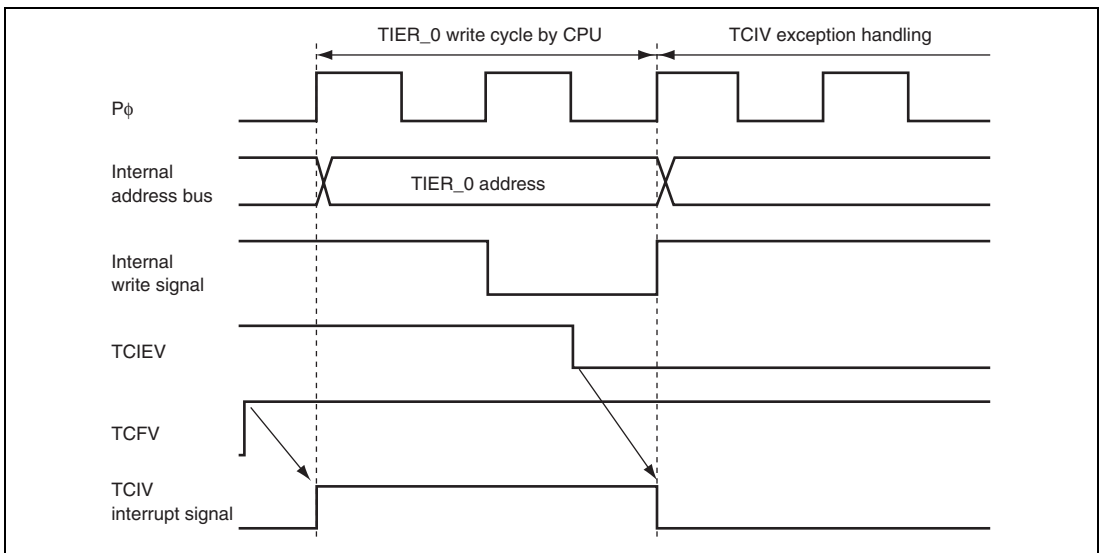 TIER_0 write cycle by CPU
TCIV exception handling
Pϕ
Internal
address bus
TIER_0 address
Internal
write signal
TCIEV
TCFV
TCIV
interrupt signal